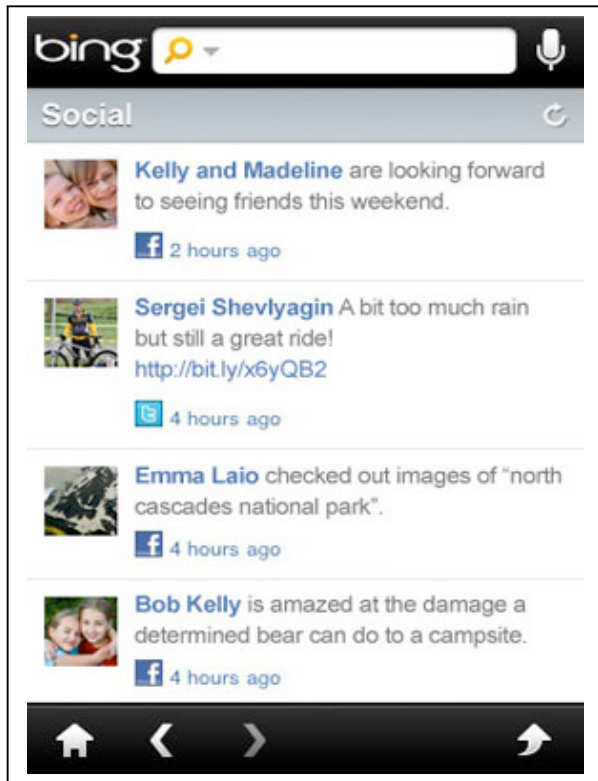 bing
Social
Kelly and Madeline are looking forward
to seeing friends this weekend.
f 2 hours ago
Sergei Shevlyagin A bit too much rain
but still a great ride!
http://bit.ly/x6yQB2
t 4 hours ago
Emma Laio checked out images of “north
cascades national park”.
f 4 hours ago
Bob Kelly is amazed at the damage a
determined bear can do to a campsite.
f 4 hours ago